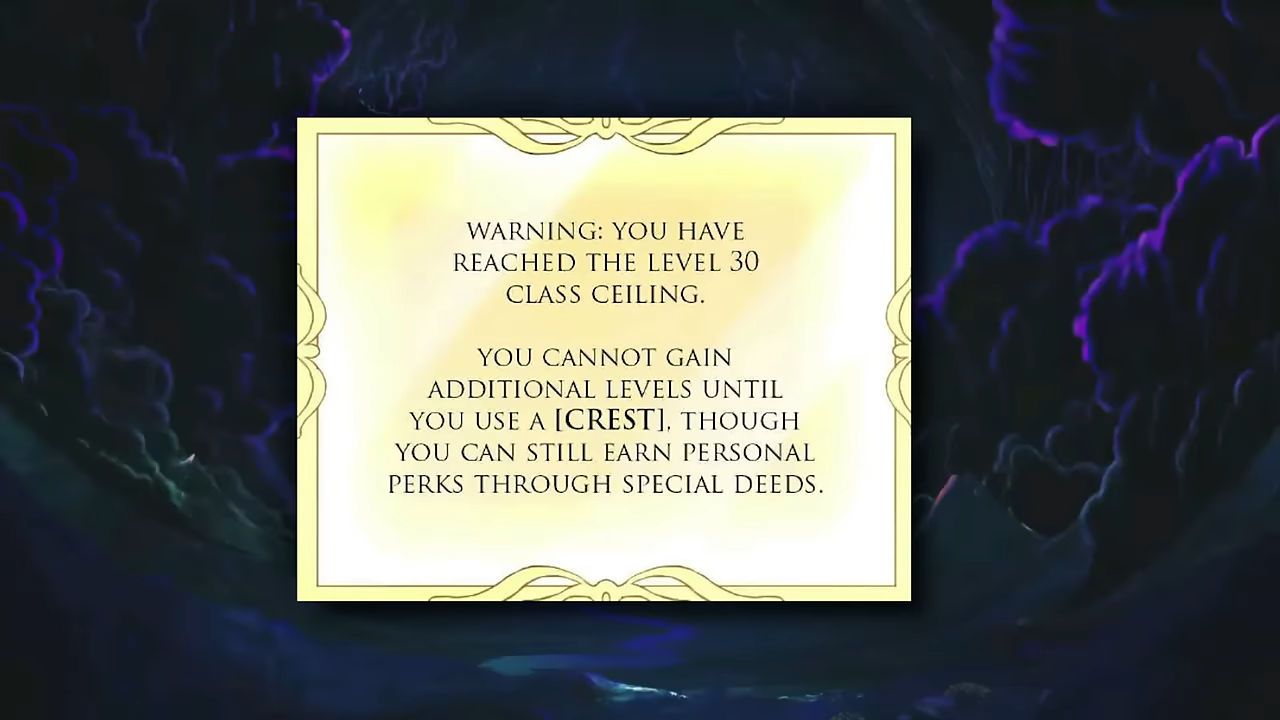 WARNING: YOU HAVE
REACHED THE LEVEL 30
CLASS CEILING.
YOU CANNOT GAIN
ADDITIONAL LEVELS UNTIL
YOU USE A [CREST], THOUGH
YOU CAN STILL EARN PERSONAL
PERKS THROUGH SPECIAL DEEDS.